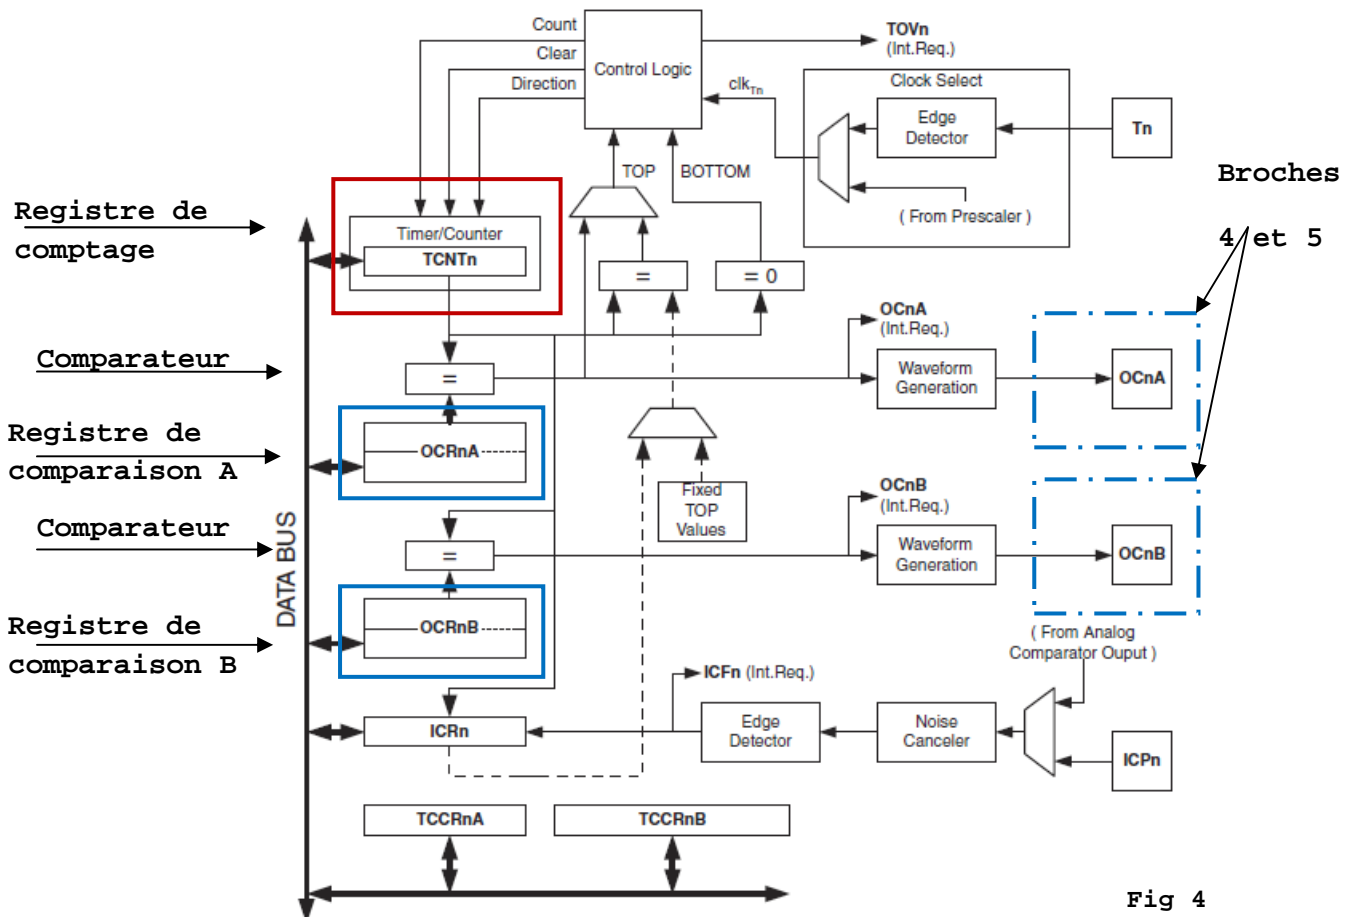 Count
Clear
Direction
Control Logic
TOVn
(Int.Req.)
clkTn
Clock Select
Edge
Detector
Tn
( From Prescaler )
TOP
BOTTOM
Broches
4 et 5
Registre de
comptage
Timer/Counter
TCNTn
=
= 0
OCnA
(Int.Req.)
Comparateur
=
Waveform
Generation
OCnA
Registre de
comparaison A
OCRnA
Fixed
TOP
Values
OCnB
(Int.Req.)
Comparateur
=
Waveform
Generation
OCnB
DATA BUS
Registre de
comparaison B
OCRnB
( From Analog
Comparator Ouput )
ICFn (Int.Req.)
ICRn
Edge
Detector
Noise
Canceler
ICPn
TCCRnA
TCCRnB
Fig 4